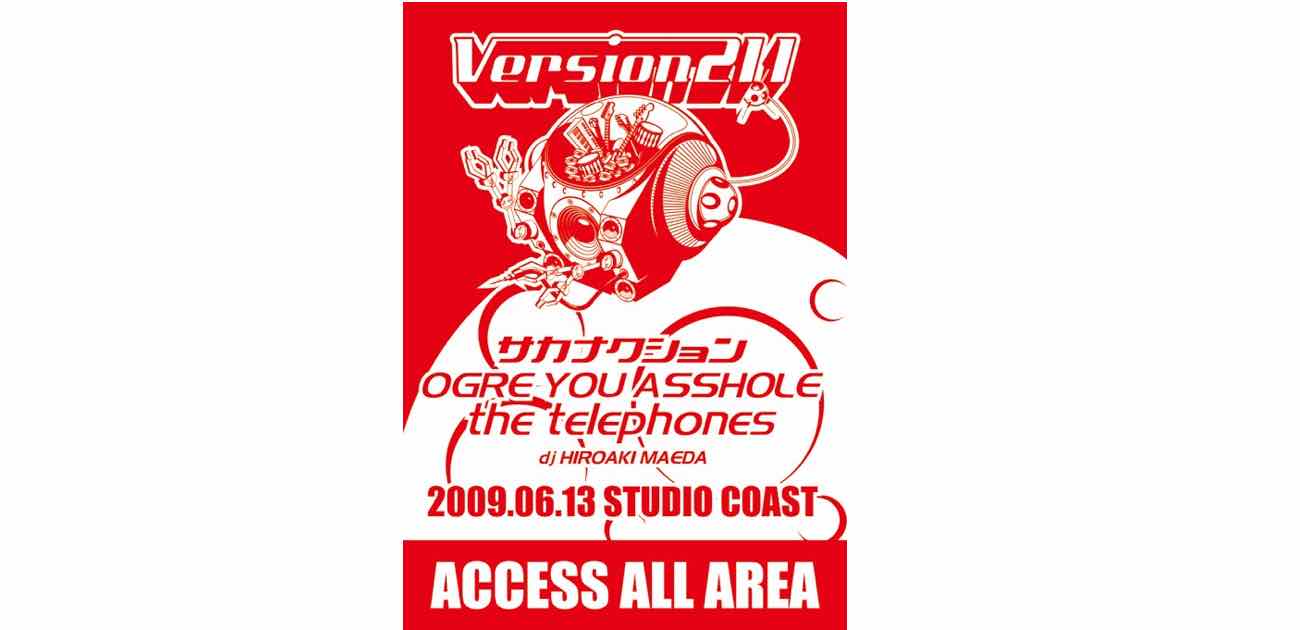 Version21.1
サカナクション
OGRE YOU ASSHOLE
the telephones
dj HIROAKI MAEDA
2009.06.13 STUDIO COAST
ACCESS ALL AREA